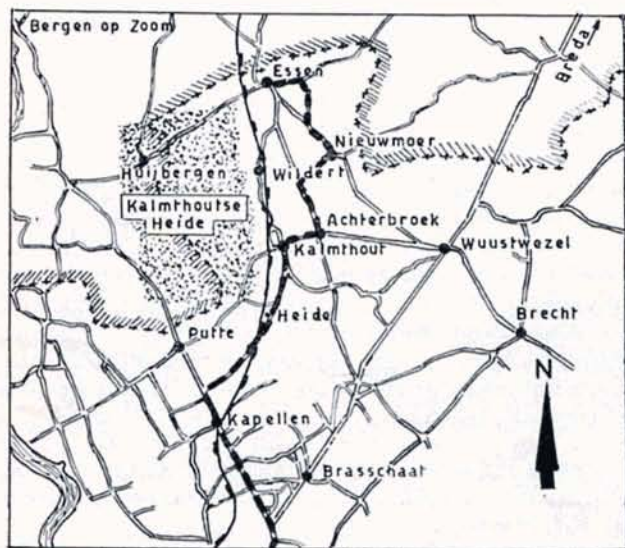 Bergen op Zoom
Breda
Essen
Nieuwmoer
Huijbergen
Wildert
Kalmthoutse
Heide
Achterbroek
Kalmthout
Wuustwezel
Heide
Brecht
Putte
N
Kapellen
Brasschaat